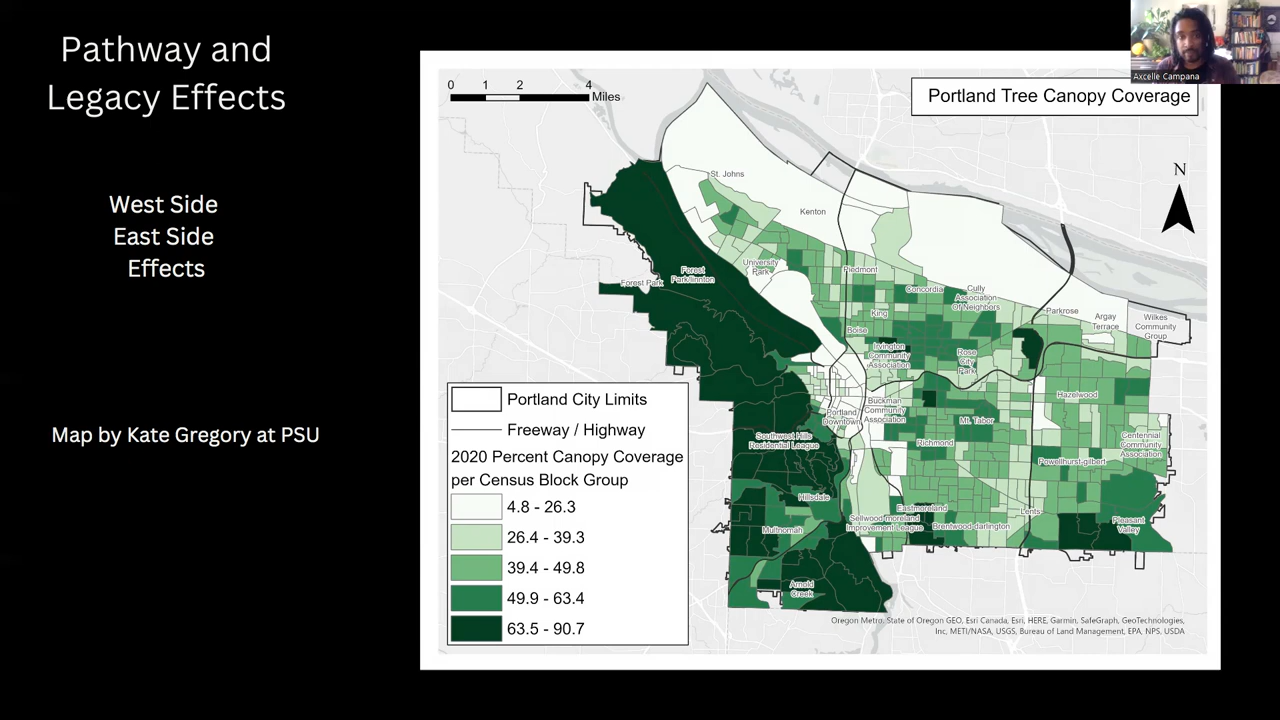 Pathway and
Legacy Effects
West Side
East Side
Effects
Map by Kate Gregory at PSU
Axcelle Campana
0 1 2 4
Miles
Portland Tree Canopy Coverage
N
St. Johns
Kenton
University
Park
Piedmont
Forest
Park/linnton
Forest Park
Concordia
Cully
Association
Of Neighbors
King
Boise
Parkrose
Argay
Terrace
Wilkes
Community
Group
Irvington
Community
Association
Rose
City
Park
Hazelwood
Buckman
Community
Association
Portland
Downtown
Mt. Tabor
Richmond
Southwest Hills
Residential League
Centennial
Community
Association
Powellhurst-gilbert
Hillsdale
Multnomah
Eastmoreland
Sellwood-moreland
Improvement League
Brentwood-darlington
Lents
Pleasant
Valley
Arnold
Creek
Portland City Limits
Freeway / Highway
2020 Percent Canopy Coverage
per Census Block Group
4.8 - 26.3
26.4 - 39.3
39.4 - 49.8
49.9 - 63.4
63.5 - 90.7
Oregon Metro, State of Oregon GEO, Esri Canada, Esri, HERE, Garmin, SafeGraph, GeoTechnologies,
Inc, METI/NASA, USGS, Bureau of Land Management, EPA, NPS, USDA